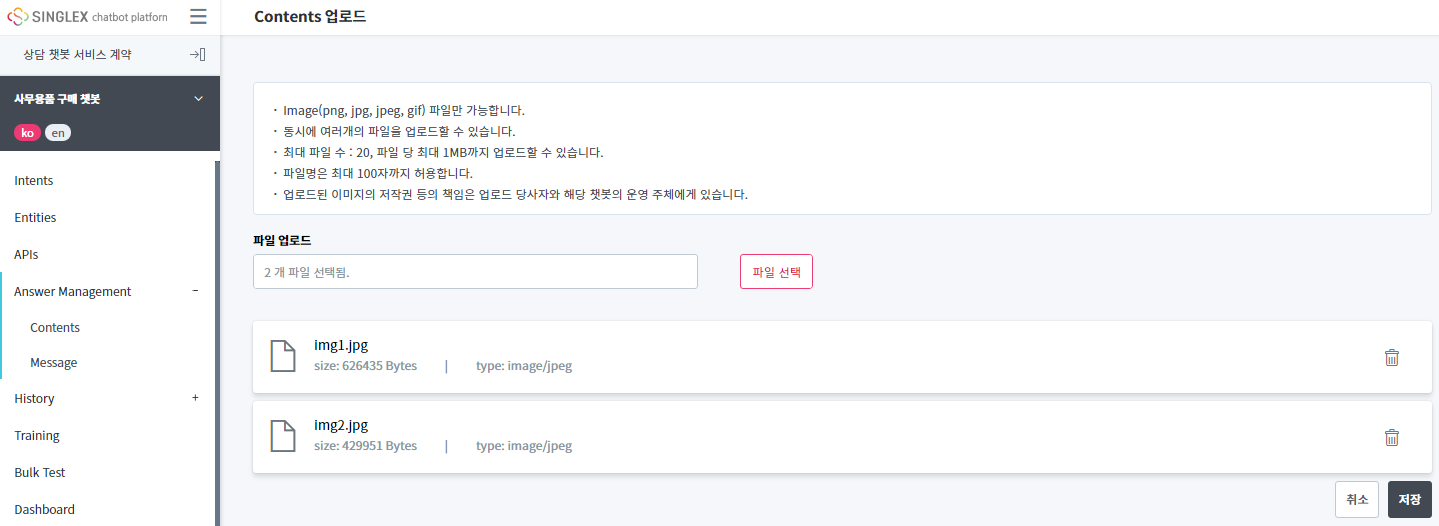 SINGLEX chatbot platform
Contents 업로드
상담 챗봇 서비스 계약
사무용품 구매 챗봇
ko en
Intents
Entities
APIs
Answer Management -
Contents
Message
History +
Training
Bulk Test
Dashboard
· Image(png, jpg, jpeg, gif) 파일만 가능합니다.
· 동시에 여러개의 파일을 업로드할 수 있습니다.
· 최대 파일 수 : 20, 파일 당 최대 1MB까지 업로드할 수 있습니다.
· 파일명은 최대 100자까지 허용합니다.
· 업로드된 이미지의 저작권 등의 책임은 업로드 당사자와 해당 챗봇의 운영 주체에게 있습니다.
파일 업로드
2 개 파일 선택됨. 파일 선택
img1.jpg
size: 626435 Bytes | type: image/jpeg
img2.jpg
size: 429951 Bytes | type: image/jpeg
취소 저장